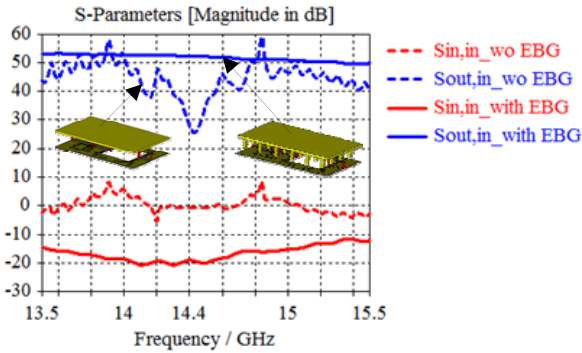 S-Parameters [Magnitude in dB]
60
50
40
30
20
10
0
-10
-20
-30
13.5
14
14.4
15
15.5
Frequency / GHz
Sin,in_wo EBG
Sout,in_wo EBG
Sin,in_with EBG
Sout,in_with EBG